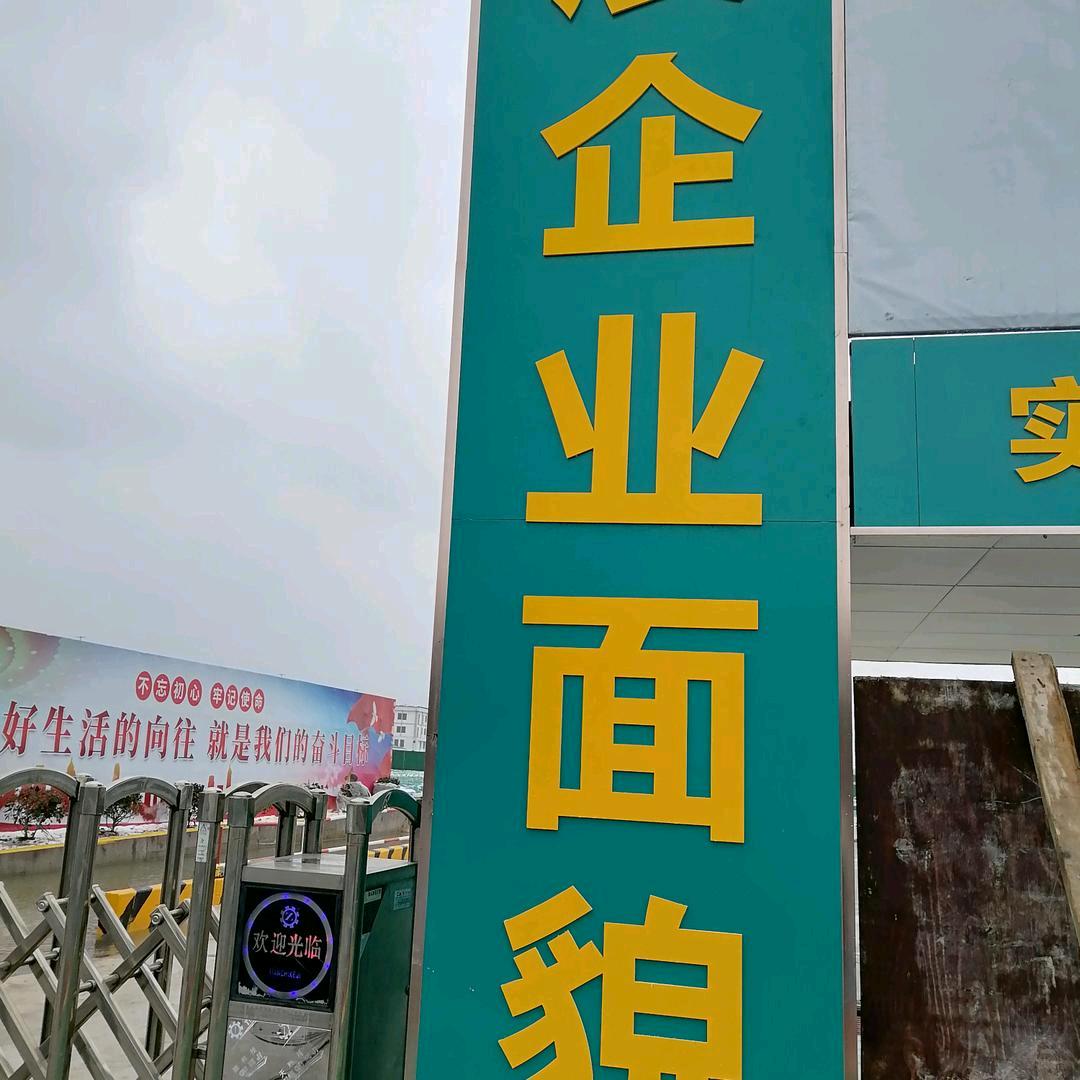 企业面貌
实
不忘初心 牢记使命
好生活的向往 就是我们的奋斗目标
欢迎光临